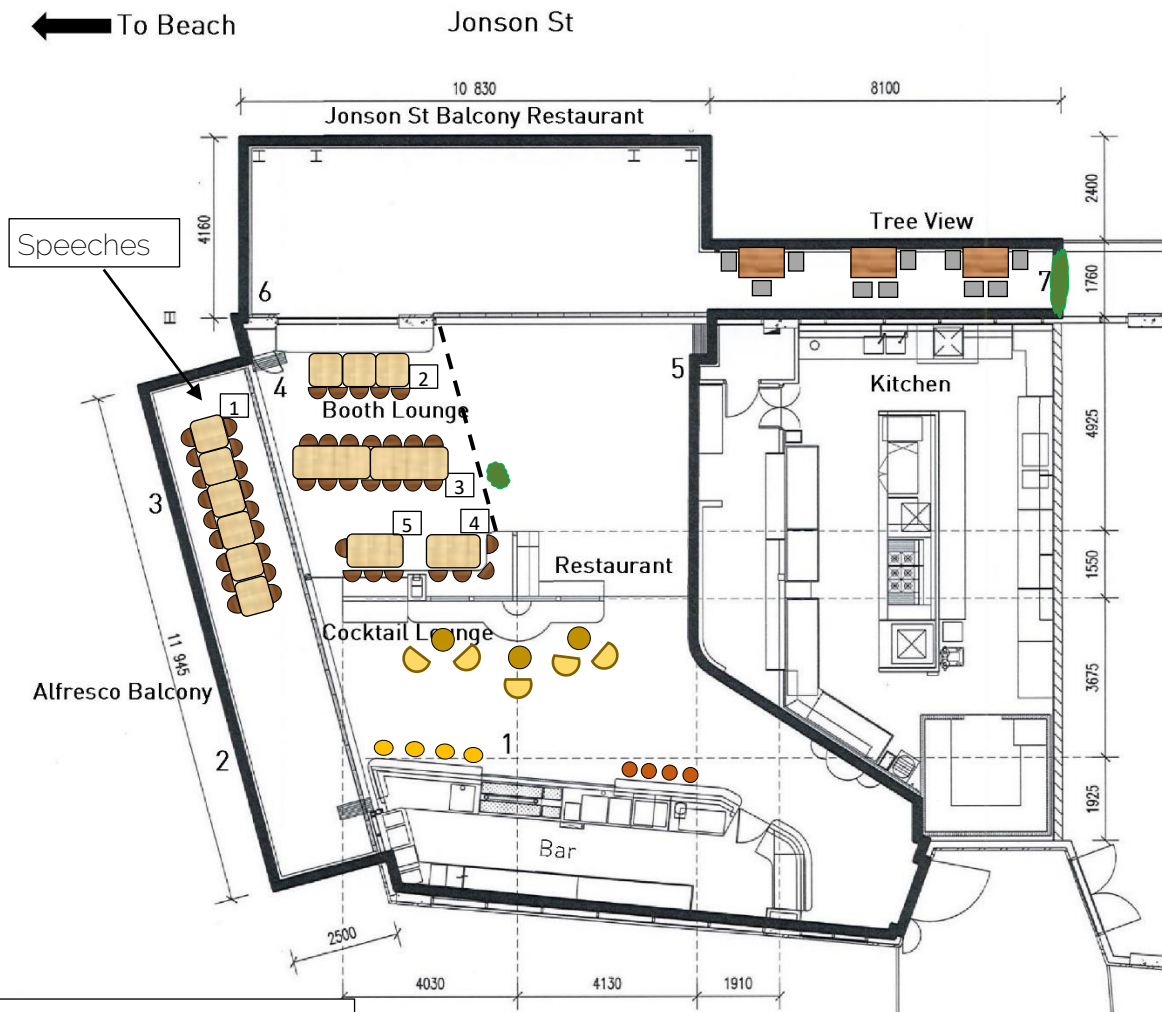 To Beach
Jonson St
10 830
8100
Jonson St Balcony Restaurant
4160
2400
Speeches
Tree View
1760
7
6
5
4
Kitchen
2
Booth Lounge
1
4925
3
3
5
4
1550
Restaurant
Cocktail Lounge
11 945
3675
Alfresco Balcony
2
1
1925
Bar
2500
4030
4130
1910